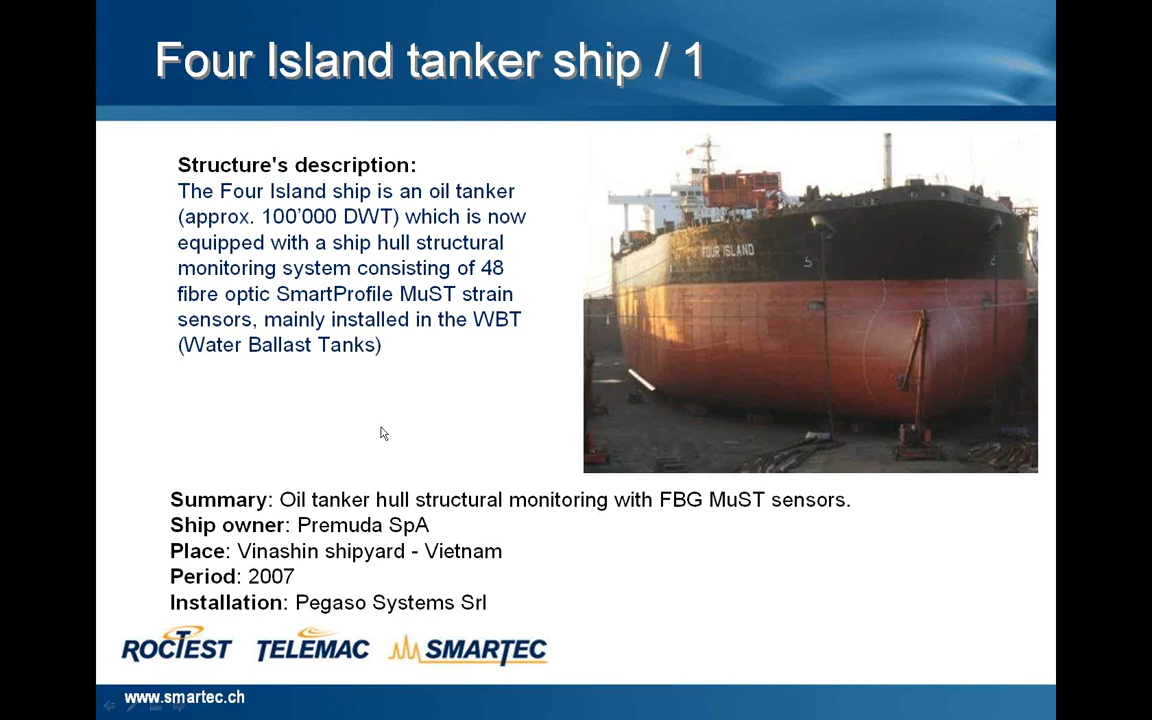 Four Island tanker ship / 1
Structure's description:
The Four Island ship is an oil tanker
(approx. 100’000 DWT) which is now
equipped with a ship hull structural
monitoring system consisting of 48
fibre optic SmartProfile MuST strain
sensors, mainly installed in the WBT
(Water Ballast Tanks)
FOUR ISLAND
Summary: Oil tanker hull structural monitoring with FBG MuST sensors.
Ship owner: Premuda SpA
Place: Vinashin shipyard - Vietnam
Period: 2007
Installation: Pegaso Systems Srl
ROCTEST TELEMAC SMARTEC
www.smartec.ch